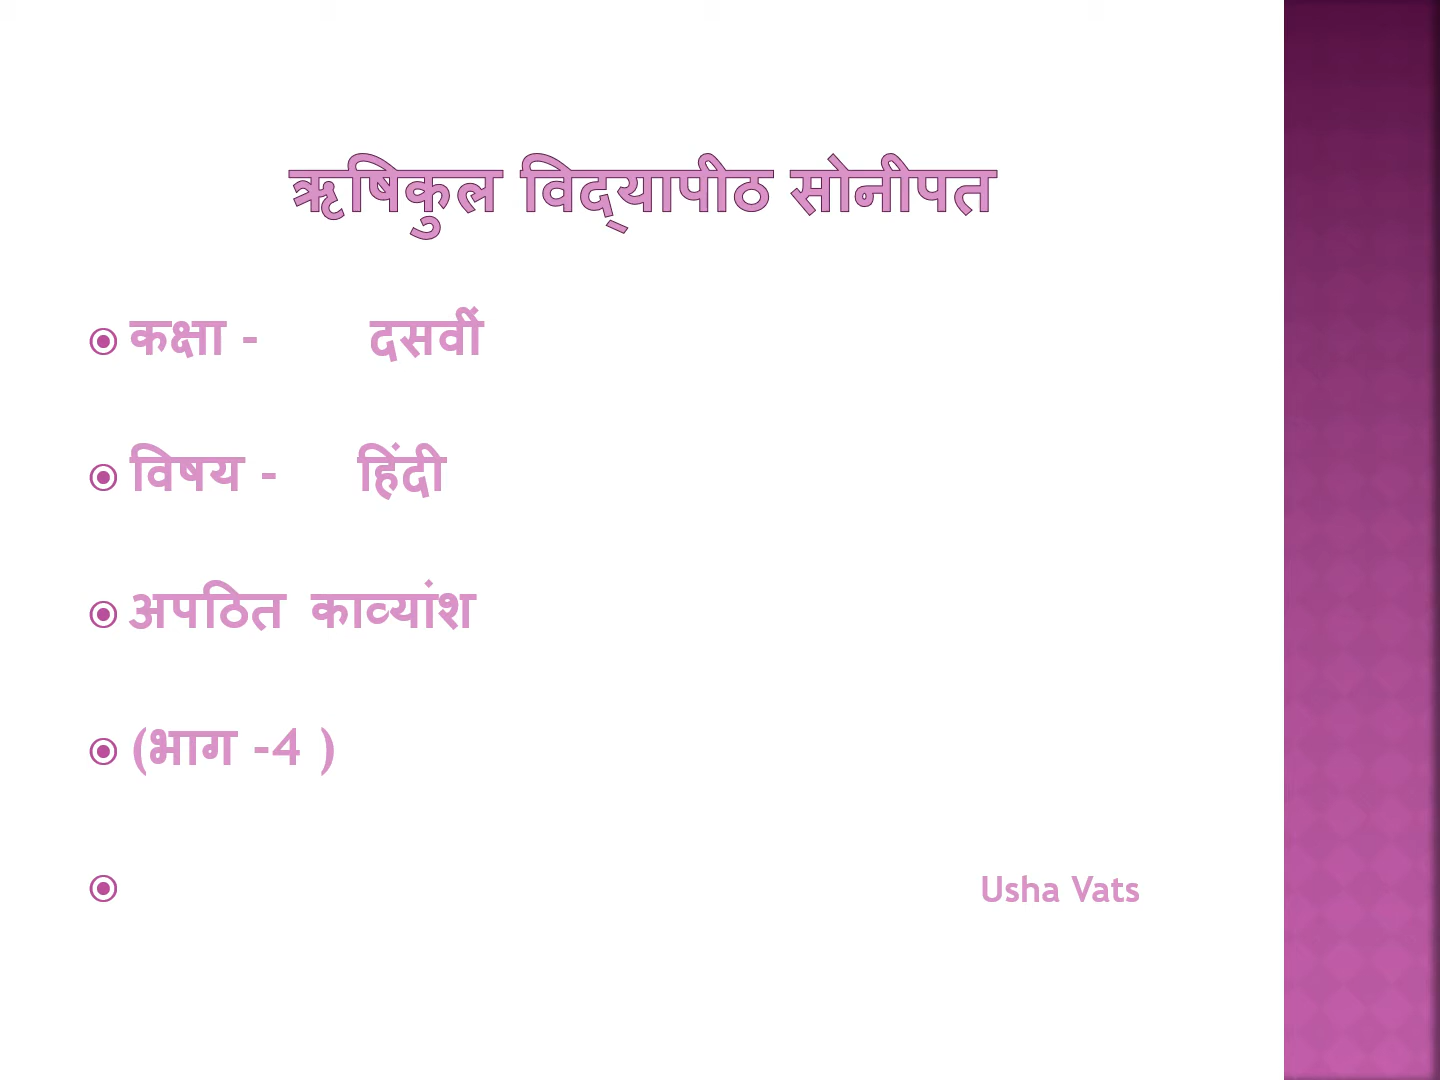 ऋषिकुल विद्यापीठ सोनीपत
कक्षा - दसवीं
विषय - हिंदी
अपठित काव्यांश
(भाग -4 )
Usha Vats